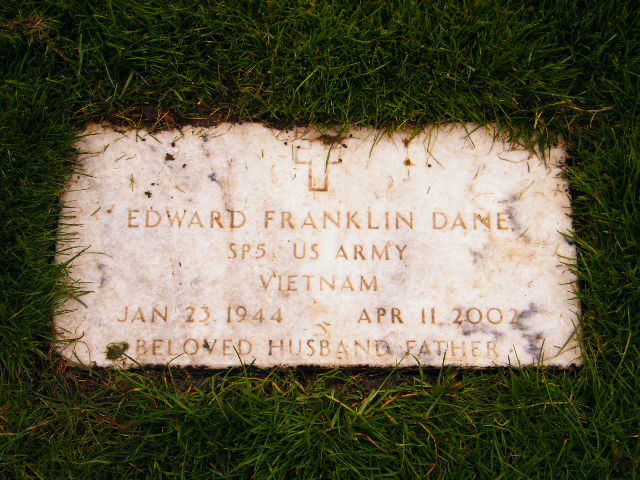 EDWARD FRANKLIN DANE
SP5 US ARMY
VIETNAM
JAN 23 1944 APR 11 2002
BELOVED HUSBAND FATHER